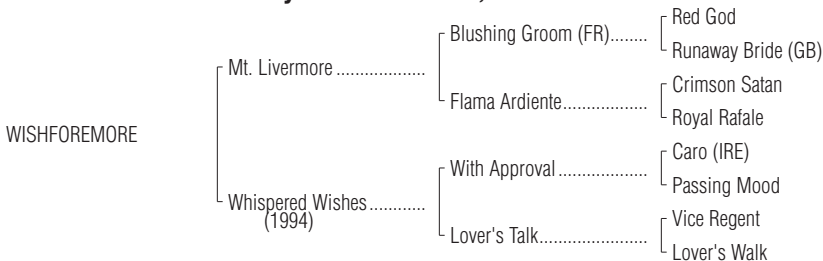 Red God
Blushing Groom (FR)........
Runaway Bride (GB)
Mt. Livermore ...................
Crimson Satan
Flama Ardiente...................
Royal Rafale
WISHFOREMORE
Caro (IRE)
With Approval ....................
Passing Mood
Whispered Wishes............
(1994)
Vice Regent
Lover's Talk........................
Lover's Walk